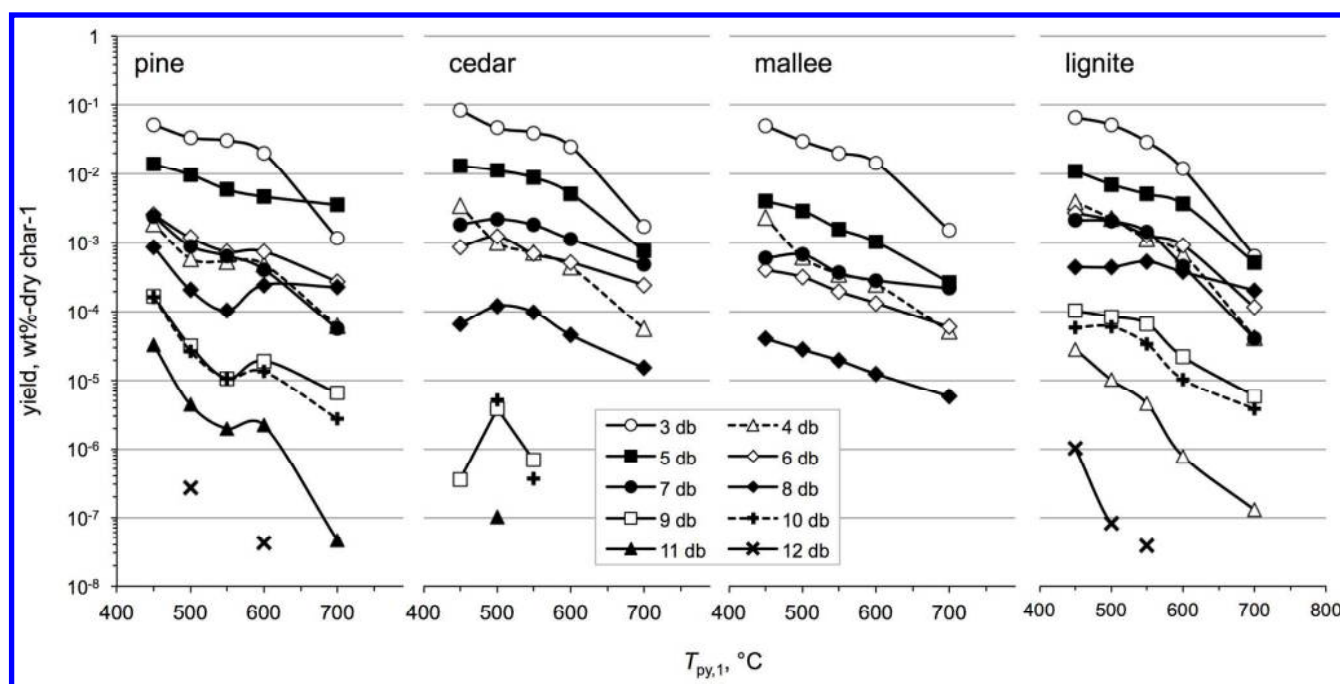 pine
cedar
mallee
lignite
yield, wt%-dry char-1
1
10⁻¹
10⁻²
10⁻³
10⁻⁴
10⁻⁵
10⁻⁶
10⁻⁷
10⁻⁸
3 db 4 db
5 db 6 db
7 db 8 db
9 db 10 db
11 db 12 db
400 500 600 700 400 500 600 700 400 500 600 700 400 500 600 700 800
Tpy,1, °C